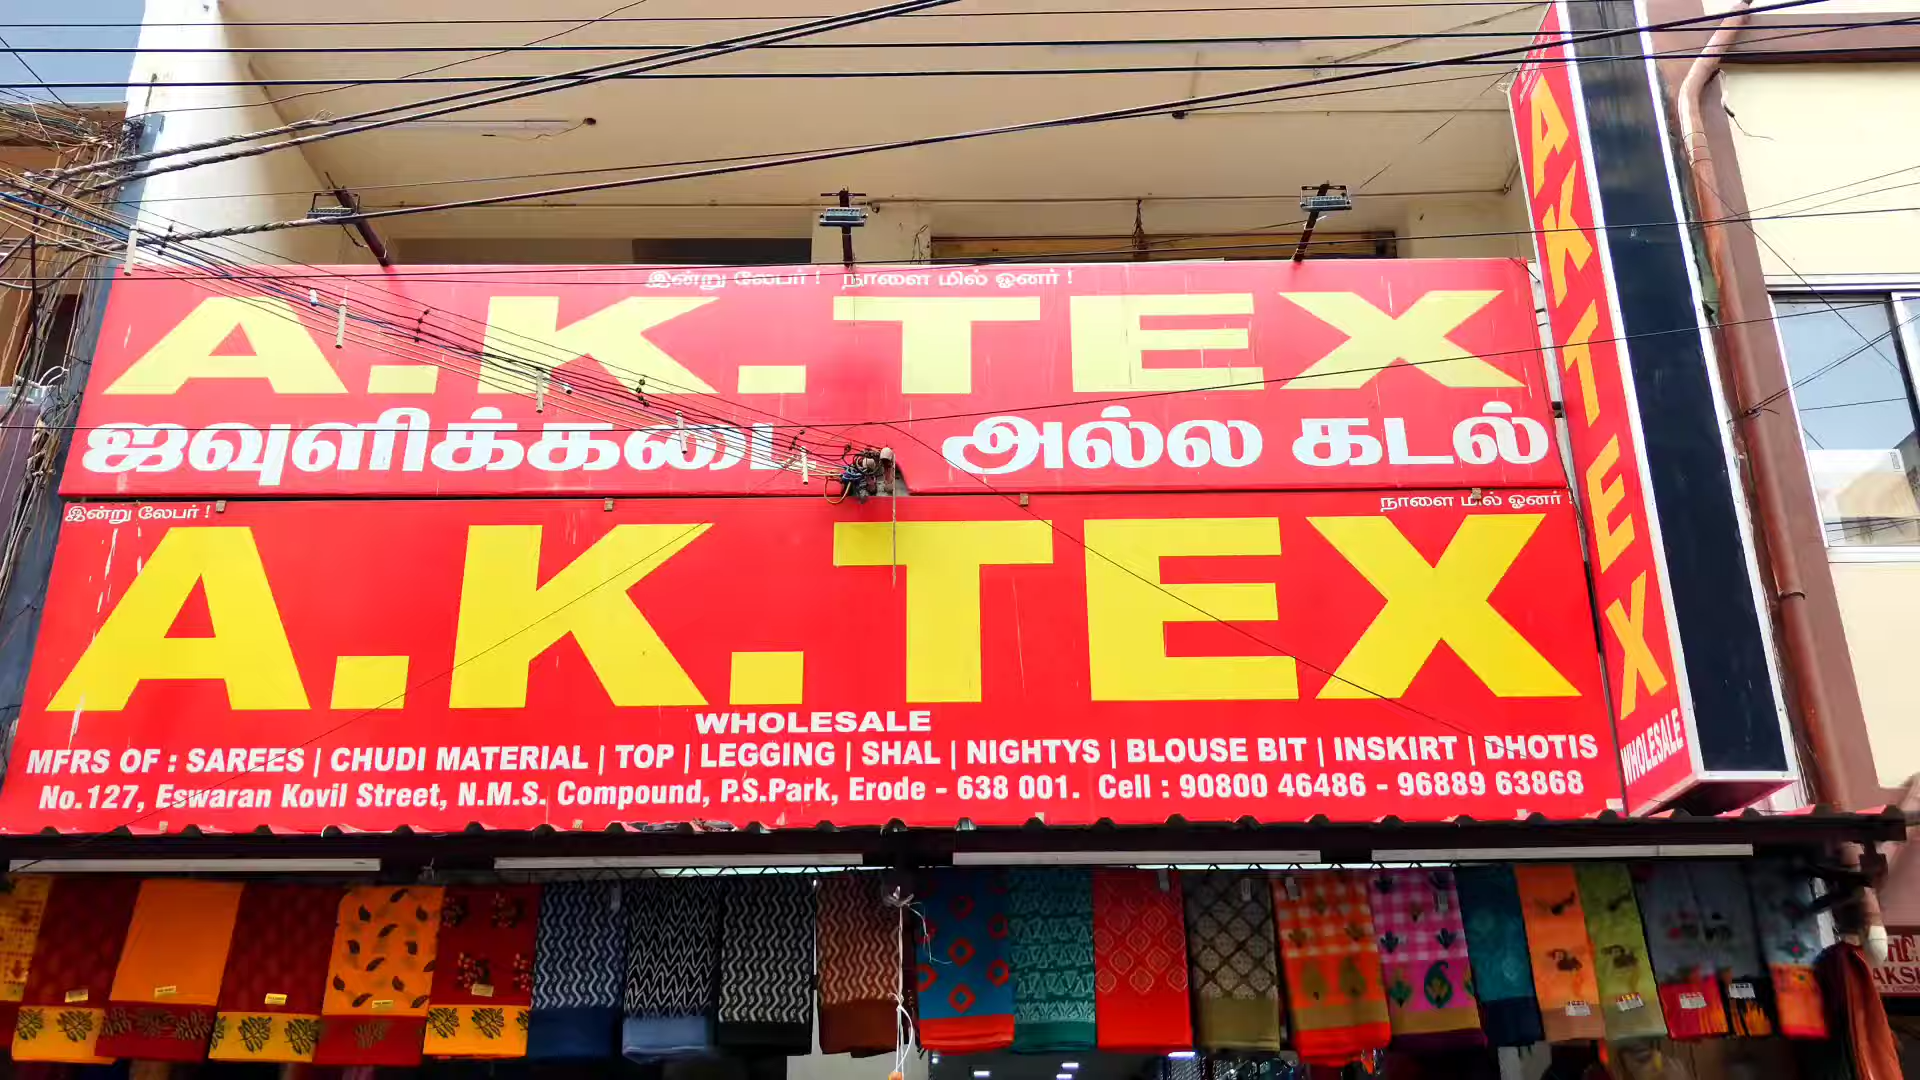 இன்று லேபர் ! நாளை மில் ஓனர் !
A.K.TEX
ஜவுளிக்கடை அல்ல கடல்
இன்று லேபர் ! நாளை மில் ஓனர் !
A.K.TEX
WHOLESALE
MFRS OF : SAREES | CHUDI MATERIAL | TOP | LEGGING | SHAL | NIGHTYS | BLOUSE BIT | INSKIRT | DHOTIS
No.127, Eswaran Kovil Street, N.M.S. Compound, P.S.Park, Erode - 638 001. Cell : 90800 46486 - 96889 63868
A K TEX
WHOLESALE